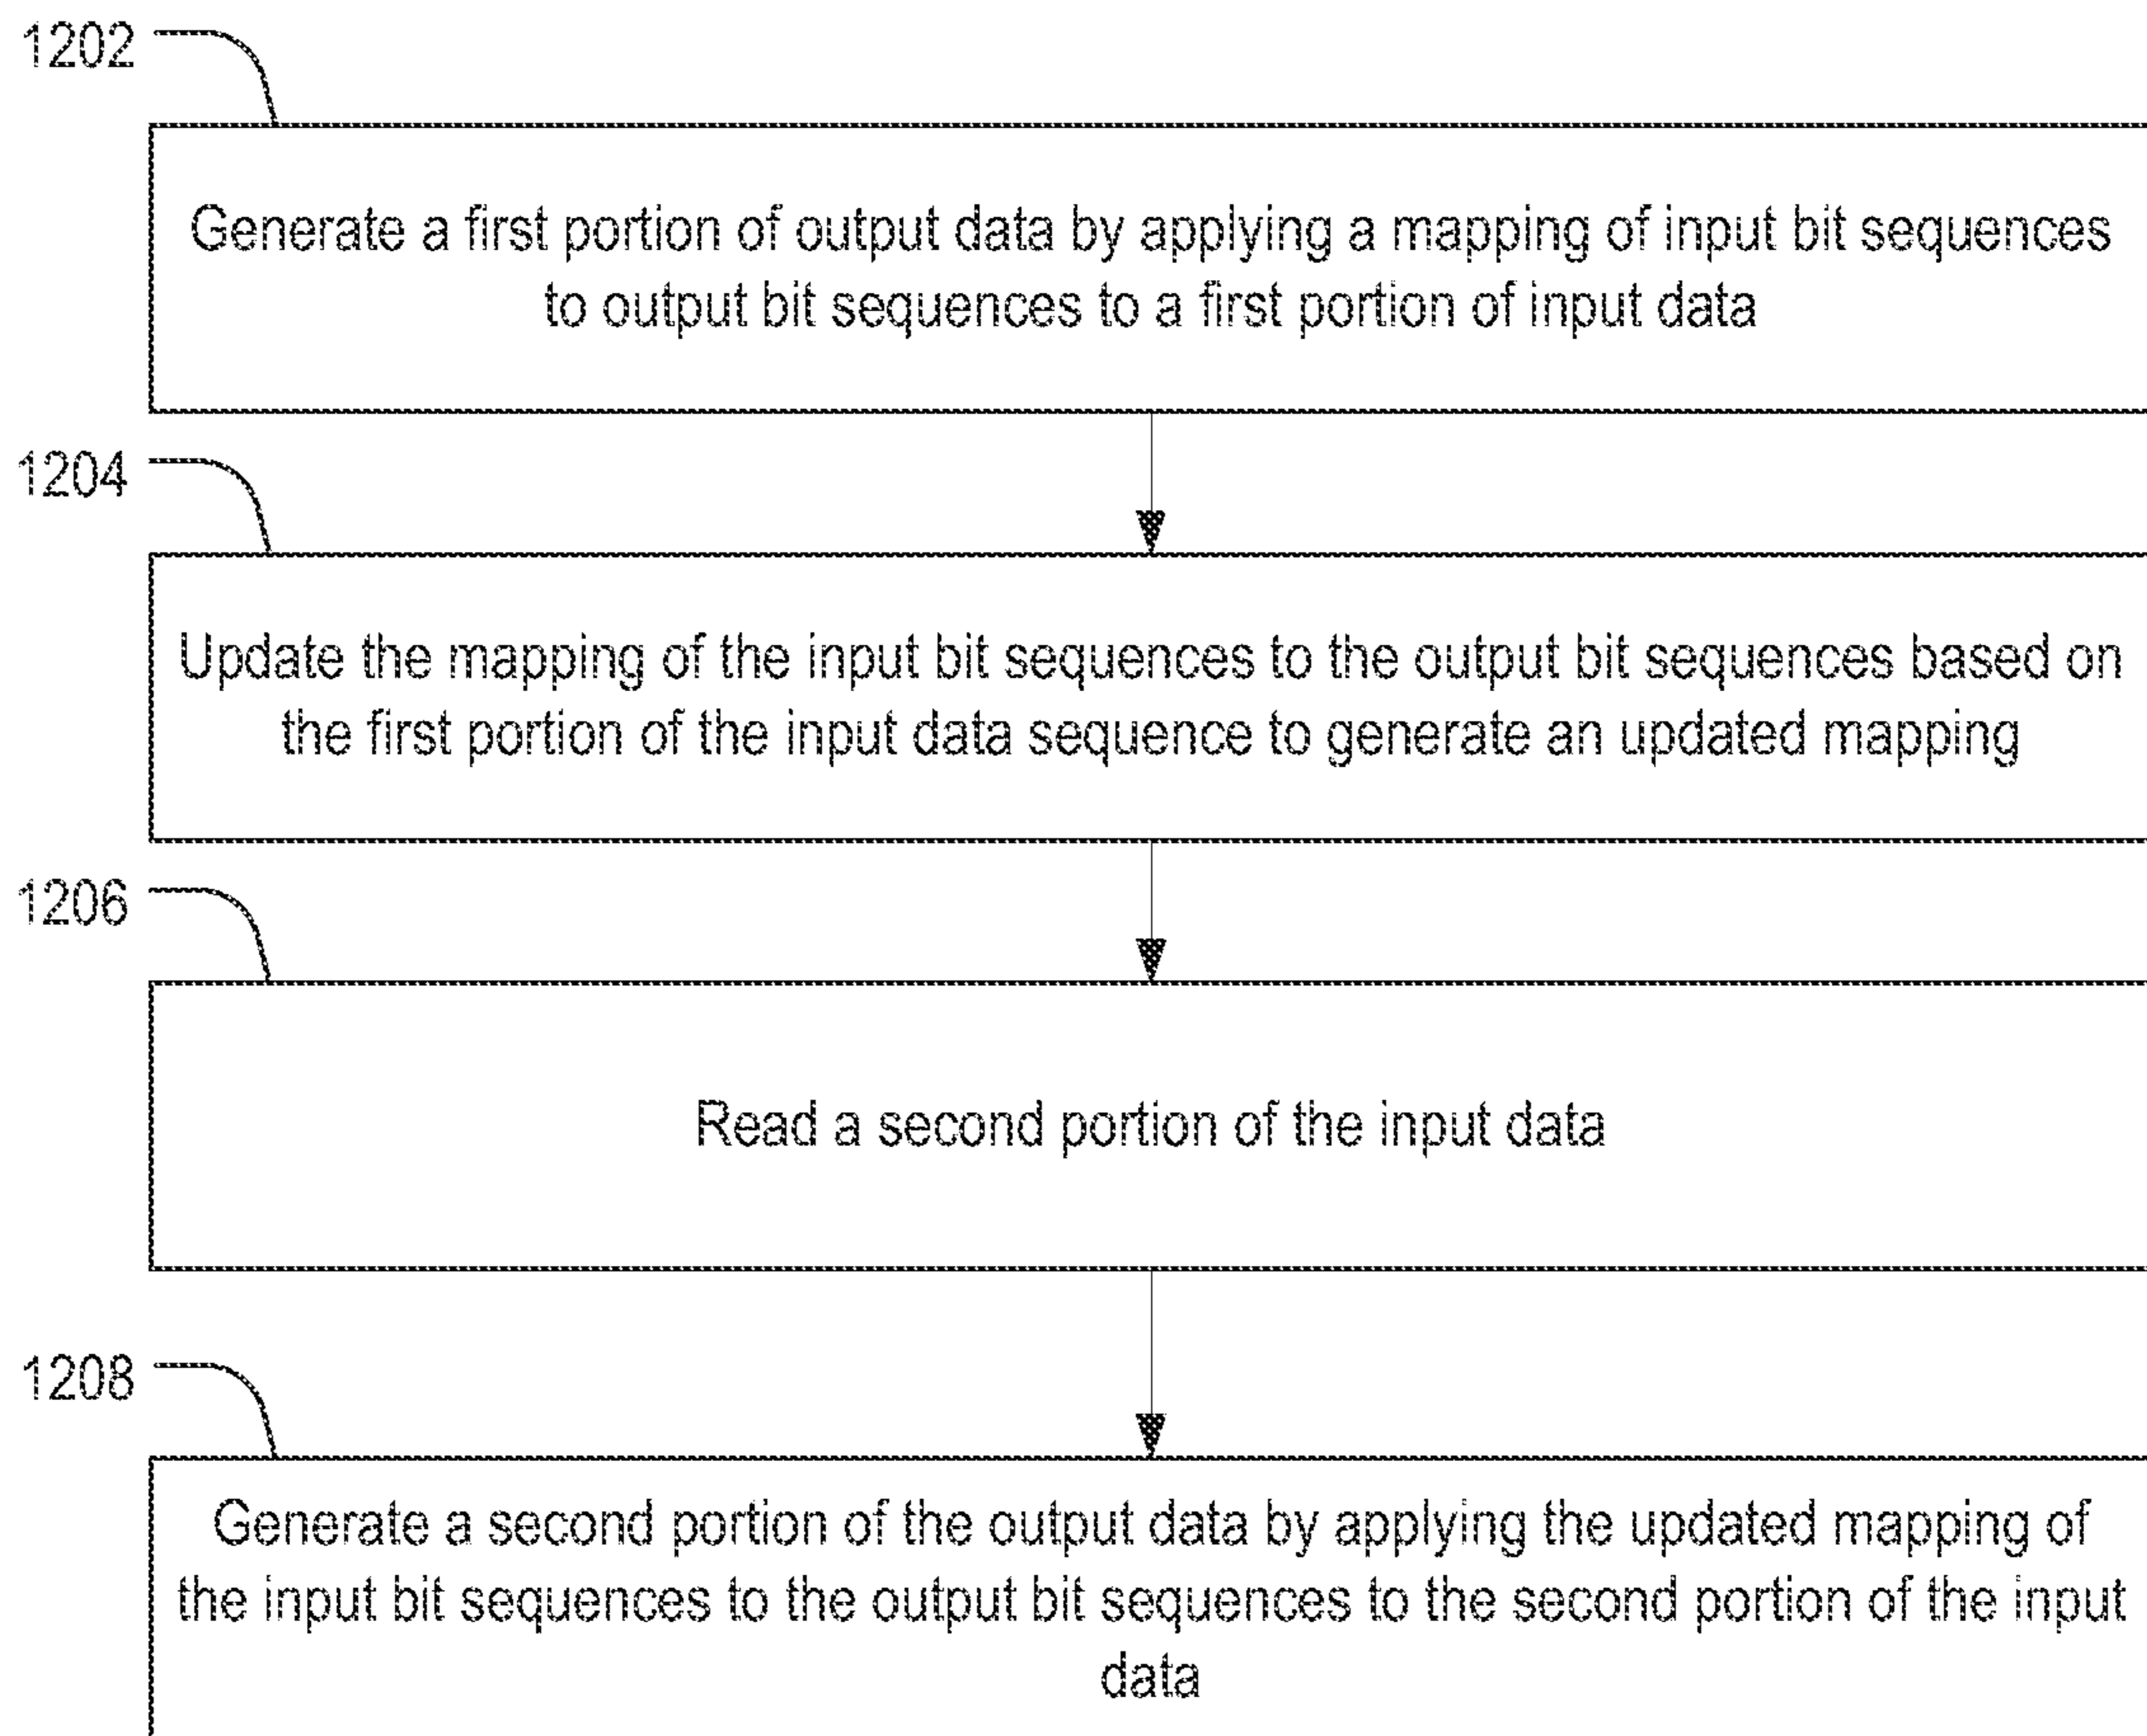 1202
Generate a first portion of output data by applying a mapping of input bit sequences
to output bit sequences to a first portion of input data
1204
Update the mapping of the input bit sequences to the output bit sequences based on
the first portion of the input data sequence to generate an updated mapping
1206
Read a second portion of the input data
1208
Generate a second portion of the output data by applying the updated mapping of
the input bit sequences to the output bit sequences to the second portion of the input
data